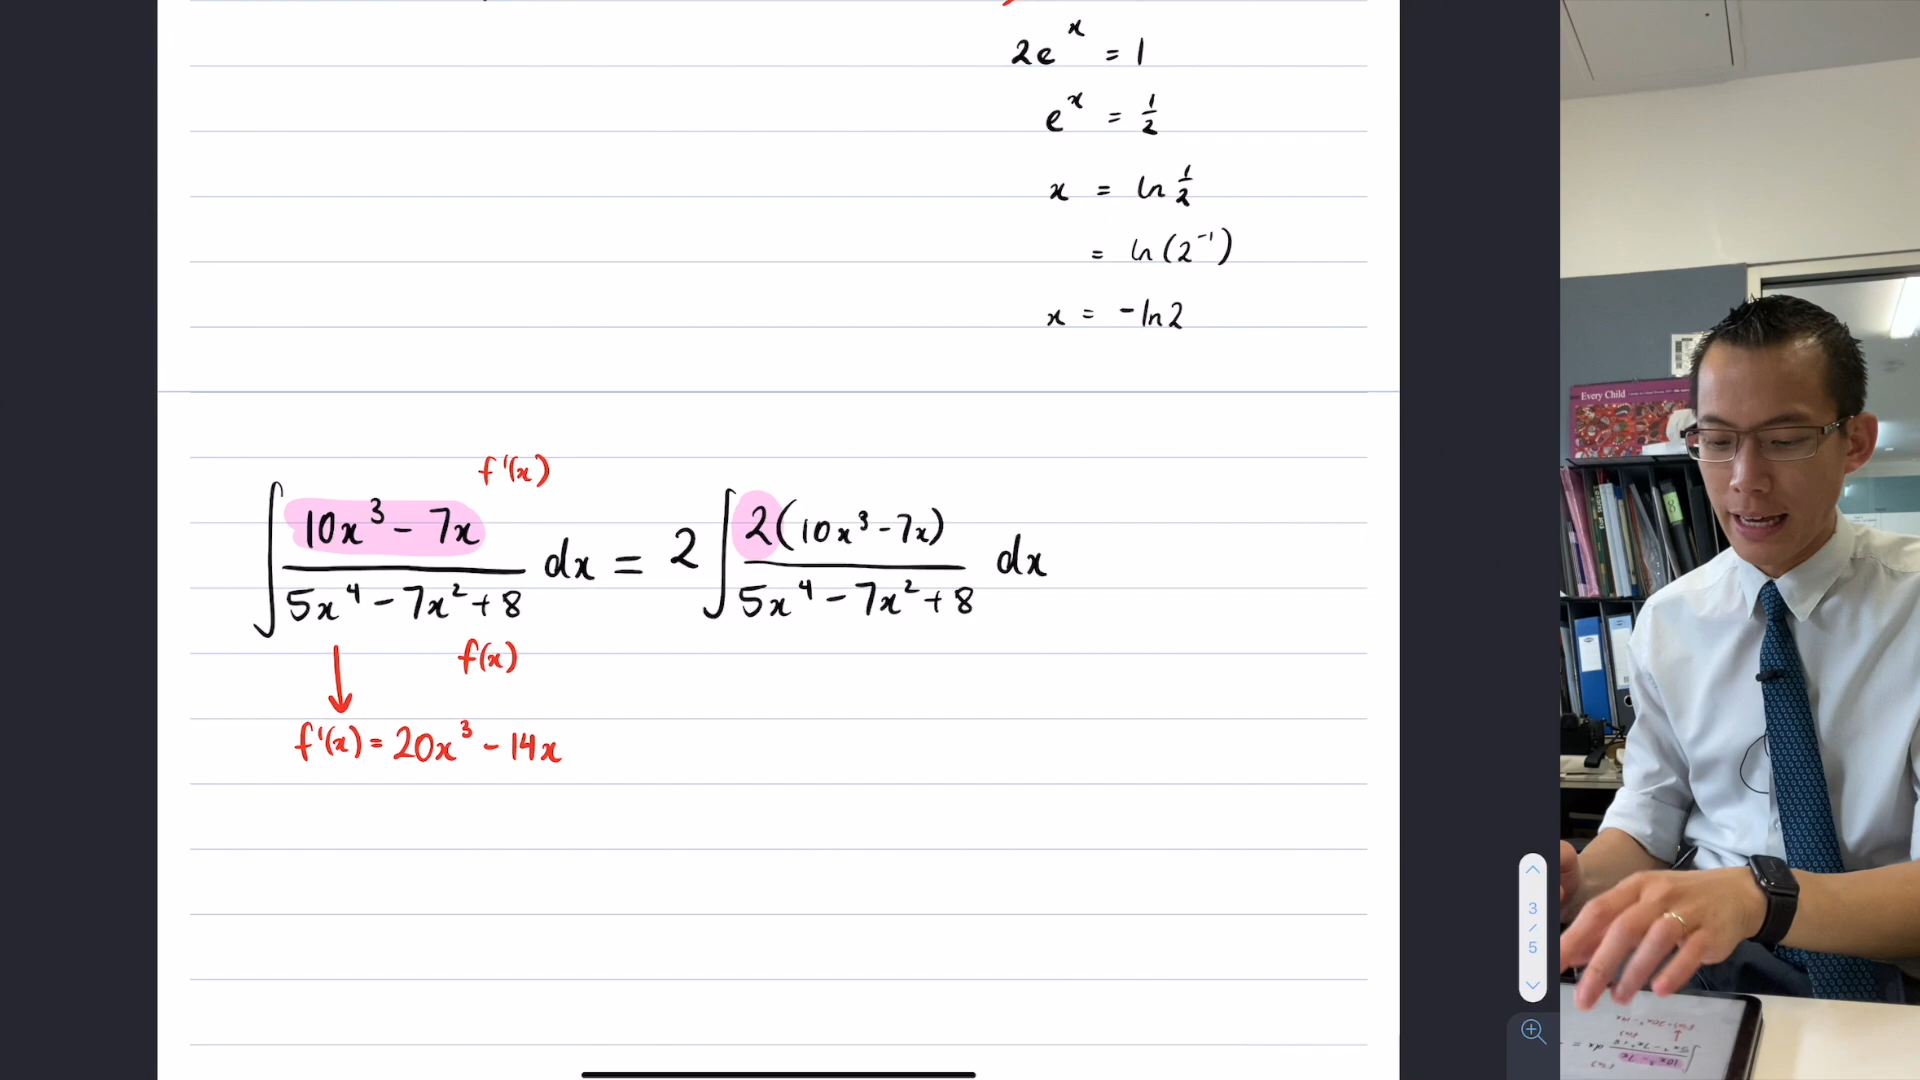 2e^x = 1
e^x = 1/2
x = ln 1/2
= ln(2^-1)
x = -ln2
f'(x)
∫ (10x^3 - 7x)/(5x^4 - 7x^2 + 8) dx = 2 ∫ 2(10x^3 - 7x)/(5x^4 - 7x^2 + 8) dx
f(x)
f'(x) = 20x^3 - 14x
Every Child
3
/
5